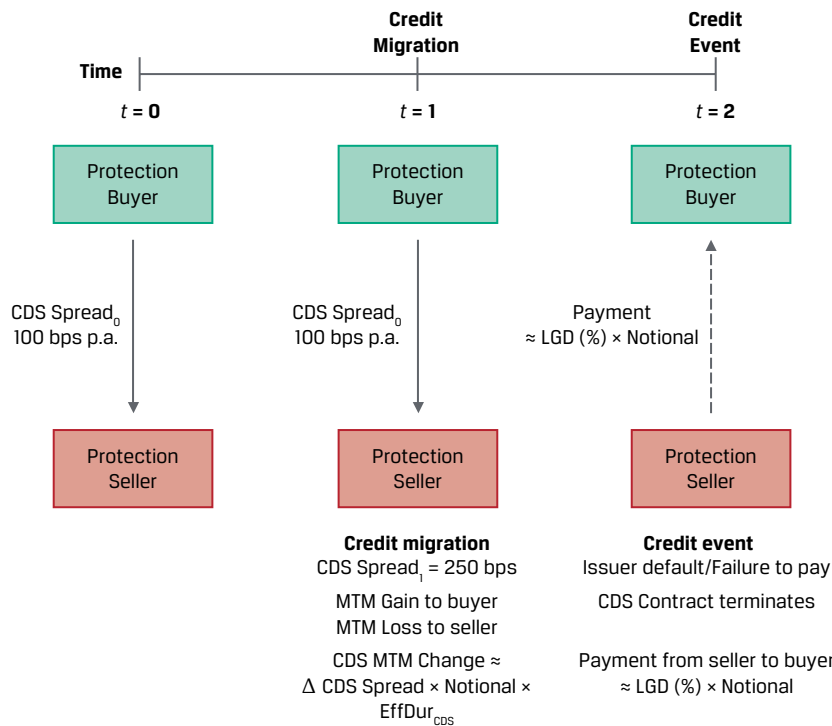 Credit
Migration
Credit
Event
Time
t = 0
t = 1
t = 2
Protection
Buyer
Protection
Buyer
Protection
Buyer
CDS Spread₀
100 bps p.a.
CDS Spread₀
100 bps p.a.
Payment
≈ LGD (%) × Notional
Protection
Seller
Protection
Seller
Protection
Seller
Credit migration
CDS Spread₁ = 250 bps
MTM Gain to buyer
MTM Loss to seller
CDS MTM Change ≈
Δ CDS Spread × Notional ×
EffDur_CDS
Credit event
Issuer default/Failure to pay
CDS Contract terminates
Payment from seller to buyer
≈ LGD (%) × Notional